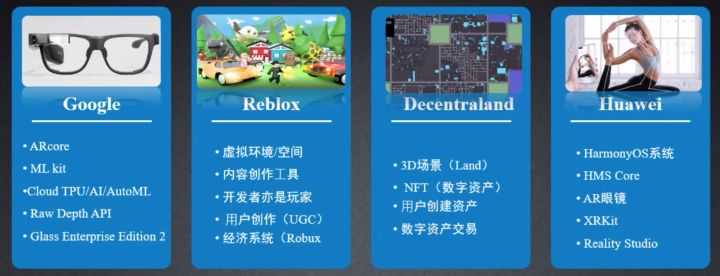 Google
• ARcore
• ML kit
•Cloud TPU/AI/AutoML
• Raw Depth API
• Glass Enterprise Edition 2
Reblox
• 虚拟环境/空间
• 内容创作工具
• 开发者亦是玩家
• 用户创作（UGC）
• 经济系统（Robux
Decentraland
• 3D场景（Land）
• NFT（数字资产）
• 用户创建资产
• 数字资产交易
Huawei
• HarmonyOS系统
• HMS Core
• AR眼镜
• XRKit
• Reality Studio